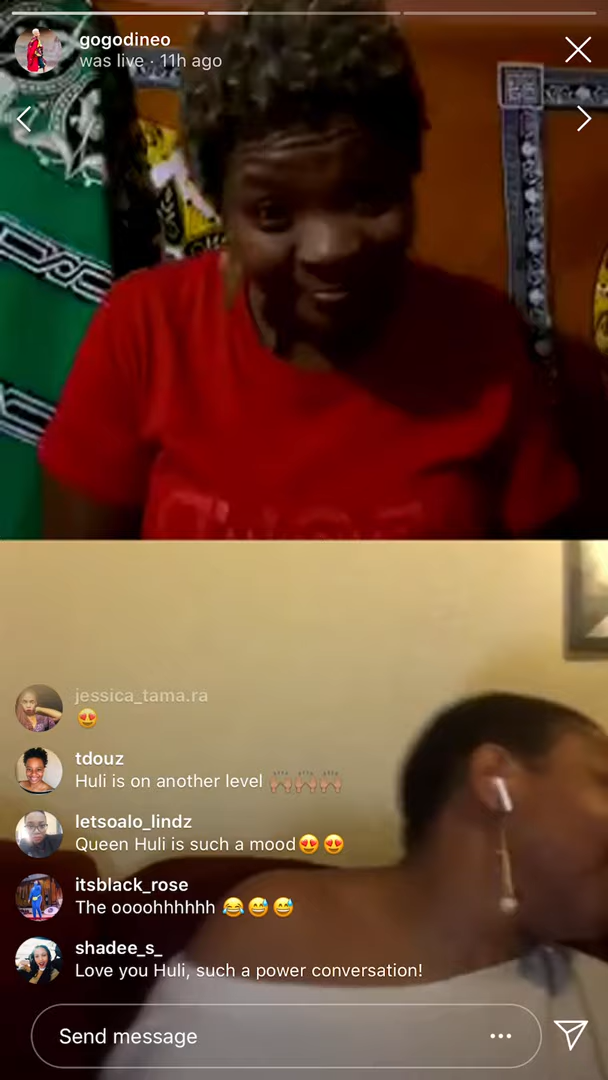 gogodineo
was live · 11h ago
jessica_tama.ra
😍
tdouz
Huli is on another level 🙌🏽🙌🏽🙌🏽
letsoalo_lindz
Queen Huli is such a mood😍😍
itsblack_rose
The oooohhhhhh 😂😅😅
shadee_s_
Love you Huli, such a power conversation!
Send message